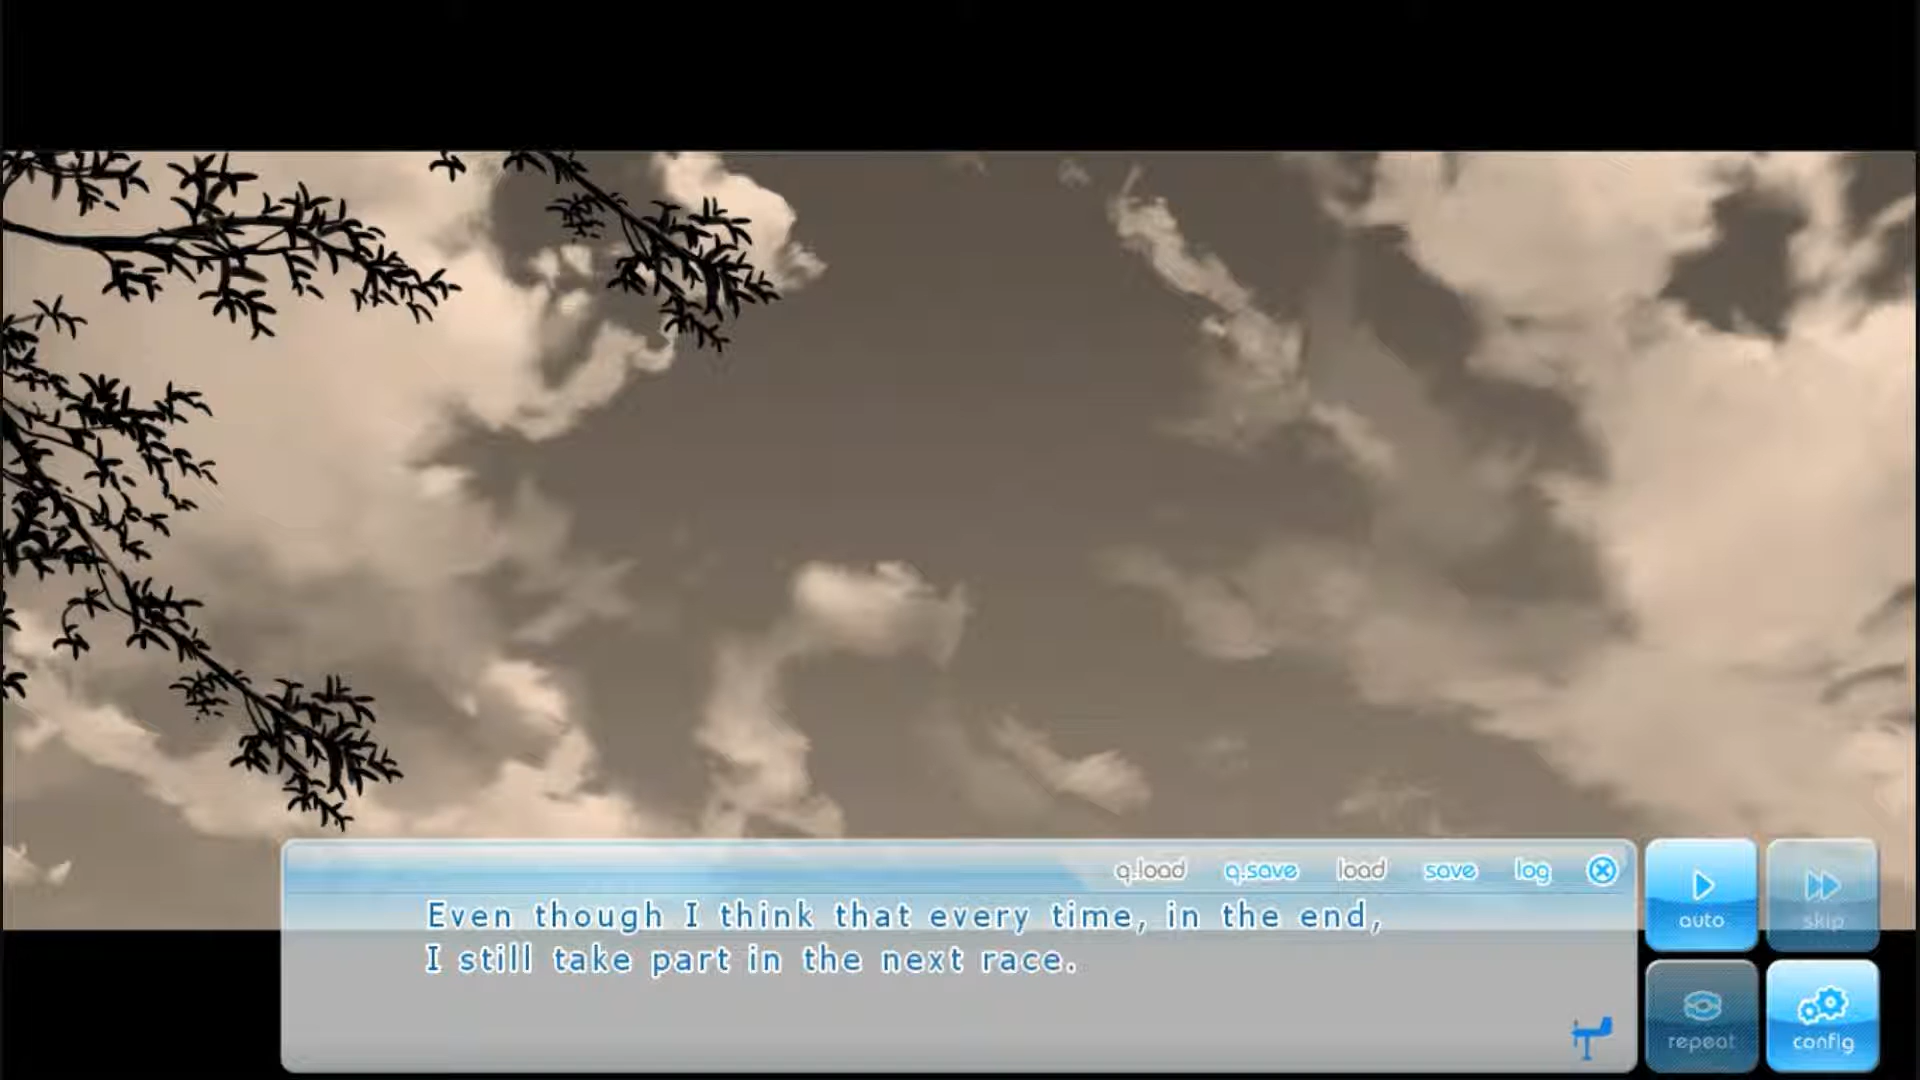 q.load q.save load save log
Even though I think that every time, in the end,
I still take part in the next race.
auto
skip
repeat
config